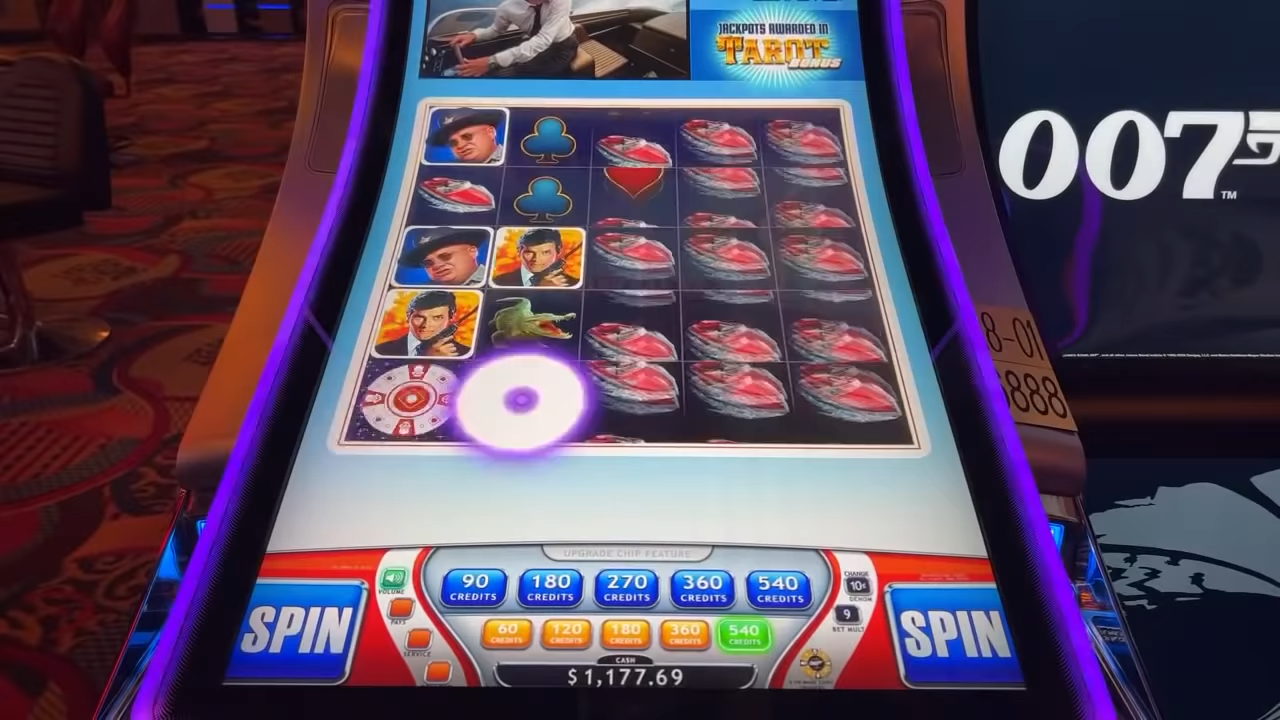 JACKPOTS AWARDED IN
TAROT
BONUS
007
TM
8-01
888
UPGRADE CHIP FEATURE
90 CREDITS
180 CREDITS
270 CREDITS
360 CREDITS
540 CREDITS
60 CREDITS
120 CREDITS
180 CREDITS
360 CREDITS
540 CREDITS
VOLUME
PAYS
SERVICE
CHANGE
10¢
DENOM
9
BET MULT
SPIN
SPIN
CASH
$1,177.69